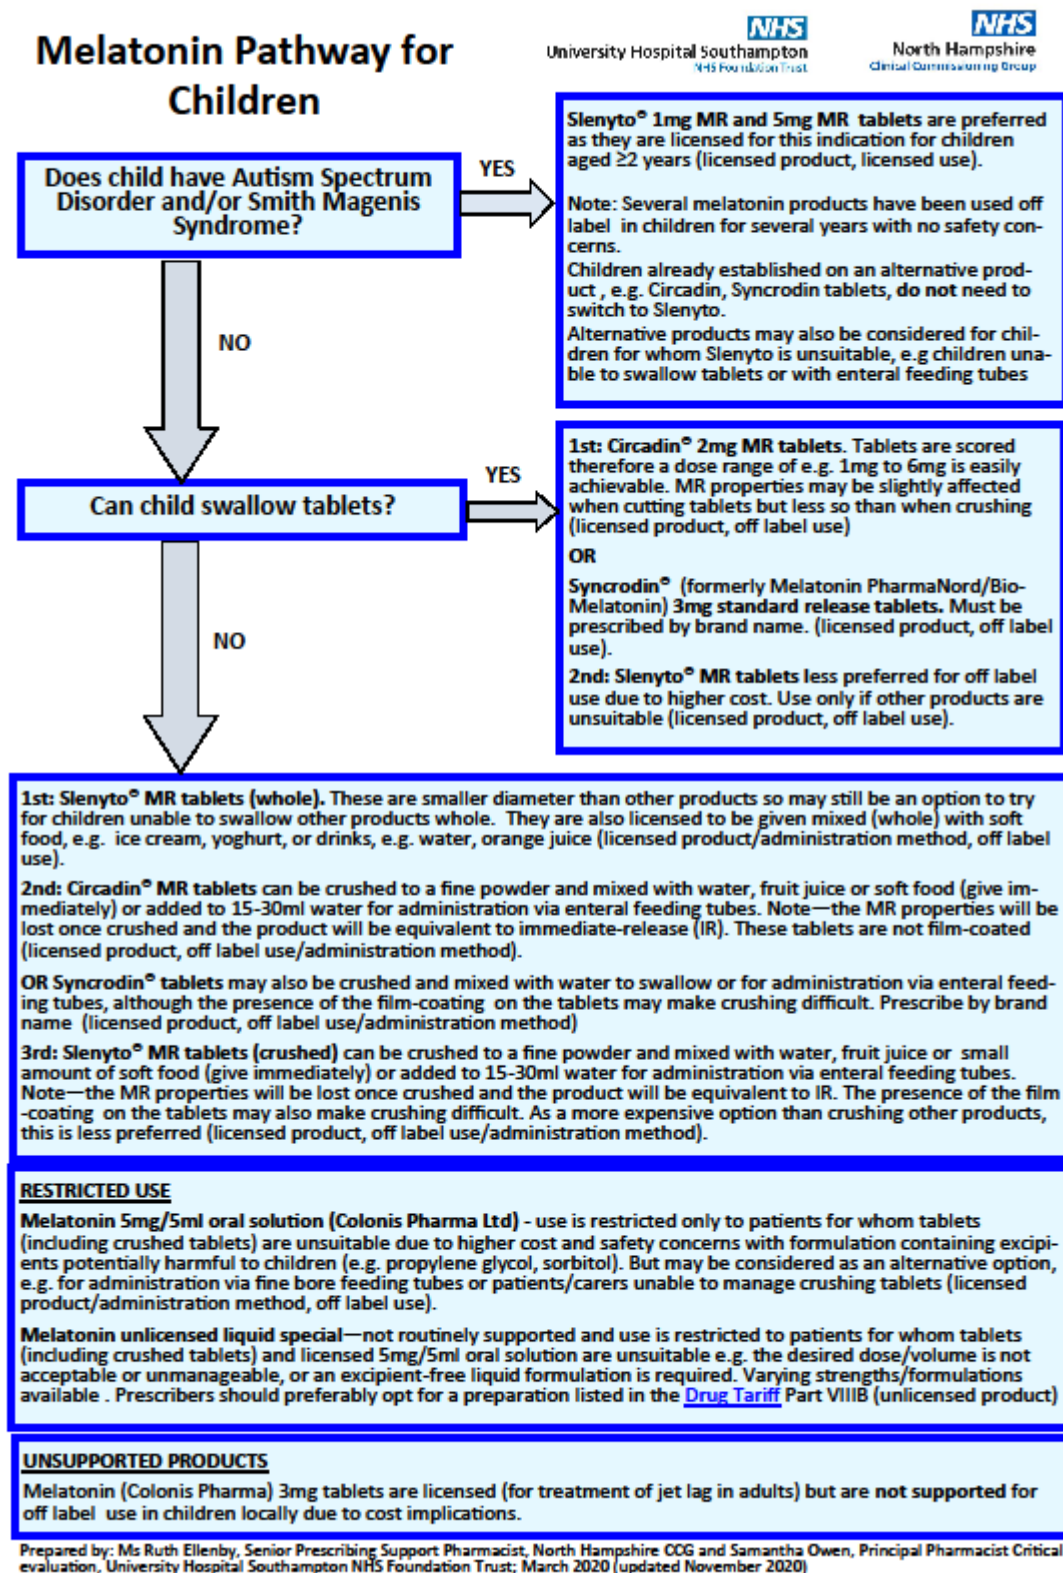 Melatonin Pathway for
Children
NHS
University Hospital Southampton
NHS Foundation Trust
NHS
North Hampshire
Clinical Commissioning Group
Does child have Autism Spectrum
Disorder and/or Smith Magenis
Syndrome?
YES
Slenyto® 1mg MR and 5mg MR tablets are preferred
as they are licensed for this indication for children
aged ≥2 years (licensed product, licensed use).
Note: Several melatonin products have been used off
label in children for several years with no safety con-
cerns.
Children already established on an alternative prod-
uct , e.g. Circadin, Syncrodin tablets, do not need to
switch to Slenyto.
Alternative products may also be considered for chil-
dren for whom Slenyto is unsuitable, e.g children una-
ble to swallow tablets or with enteral feeding tubes
NO
Can child swallow tablets?
YES
1st: Circadin® 2mg MR tablets. Tablets are scored
therefore a dose range of e.g. 1mg to 6mg is easily
achievable. MR properties may be slightly affected
when cutting tablets but less so than when crushing
(licensed product, off label use)
OR
Syncrodin® (formerly Melatonin PharmaNord/Bio-
Melatonin) 3mg standard release tablets. Must be
prescribed by brand name. (licensed product, off label
use).
2nd: Slenyto® MR tablets less preferred for off label
use due to higher cost. Use only if other products are
unsuitable (licensed product, off label use).
NO
1st: Slenyto® MR tablets (whole). These are smaller diameter than other products so may still be an option to try
for children unable to swallow other products whole. They are also licensed to be given mixed (whole) with soft
food, e.g. ice cream, yoghurt, or drinks, e.g. water, orange juice (licensed product/administration method, off label
use).
2nd: Circadin® MR tablets can be crushed to a fine powder and mixed with water, fruit juice or soft food (give im-
mediately) or added to 15-30ml water for administration via enteral feeding tubes. Note—the MR properties will be
lost once crushed and the product will be equivalent to immediate-release (IR). These tablets are not film-coated
(licensed product, off label use/administration method).
OR Syncrodin® tablets may also be crushed and mixed with water to swallow or for administration via enteral feed-
ing tubes, although the presence of the film-coating on the tablets may make crushing difficult. Prescribe by brand
name (licensed product, off label use/administration method)
3rd: Slenyto® MR tablets (crushed) can be crushed to a fine powder and mixed with water, fruit juice or small
amount of soft food (give immediately) or added to 15-30ml water for administration via enteral feeding tubes.
Note—the MR properties will be lost once crushed and the product will be equivalent to IR. The presence of the film
-coating on the tablets may also make crushing difficult. As a more expensive option than crushing other products,
this is less preferred (licensed product, off label use/administration method).
RESTRICTED USE
Melatonin 5mg/5ml oral solution (Colonis Pharma Ltd) - use is restricted only to patients for whom tablets
(including crushed tablets) are unsuitable due to higher cost and safety concerns with formulation containing excipi-
ents potentially harmful to children (e.g. propylene glycol, sorbitol). But may be considered as an alternative option,
e.g. for administration via fine bore feeding tubes or patients/carers unable to manage crushing tablets (licensed
product/administration method, off label use).
Melatonin unlicensed liquid special—not routinely supported and use is restricted to patients for whom tablets
(including crushed tablets) and licensed 5mg/5ml oral solution are unsuitable e.g. the desired dose/volume is not
acceptable or unmanageable, or an excipient-free liquid formulation is required. Varying strengths/formulations
available . Prescribers should preferably opt for a preparation listed in the Drug Tariff Part VIIIB (unlicensed product)
UNSUPPORTED PRODUCTS
Melatonin (Colonis Pharma) 3mg tablets are licensed (for treatment of jet lag in adults) but are not supported for
off label use in children locally due to cost implications.
Prepared by: Ms Ruth Ellenby, Senior Prescribing Support Pharmacist, North Hampshire CCG and Samantha Owen, Principal Pharmacist Critical
evaluation, University Hospital Southampton NHS Foundation Trust; March 2020 (updated November 2020)